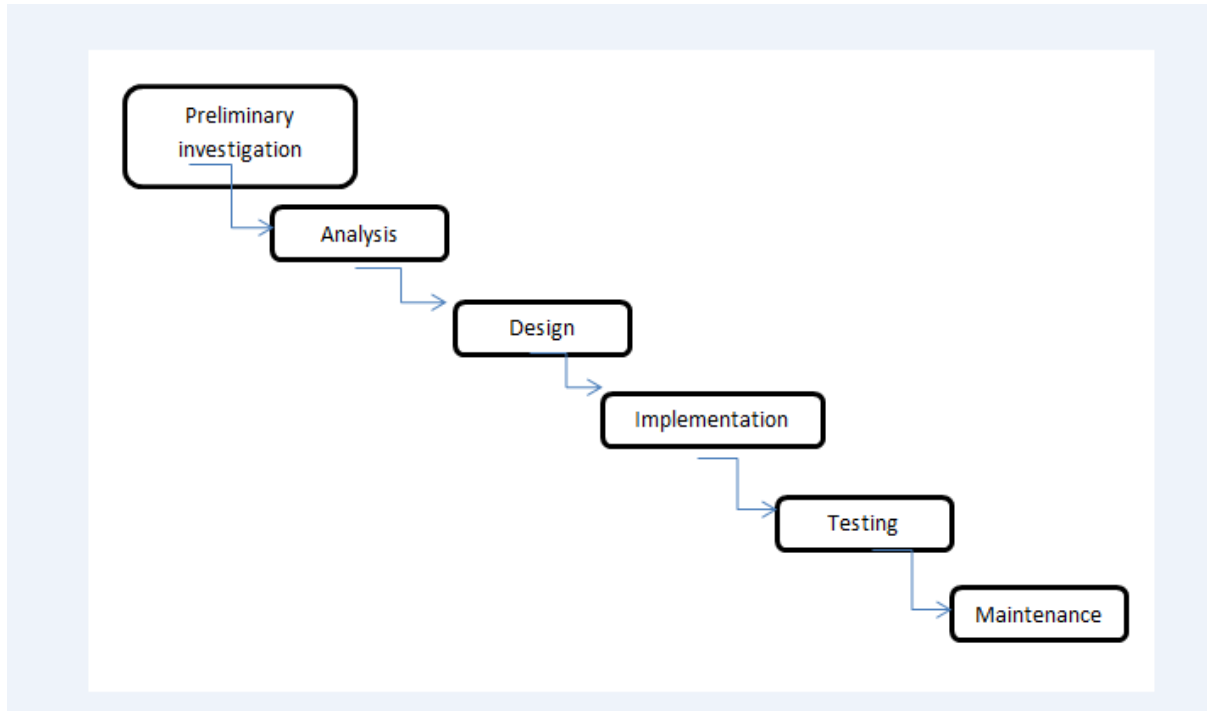 Preliminary
investigation
Analysis
Design
Implementation
Testing
Maintenance